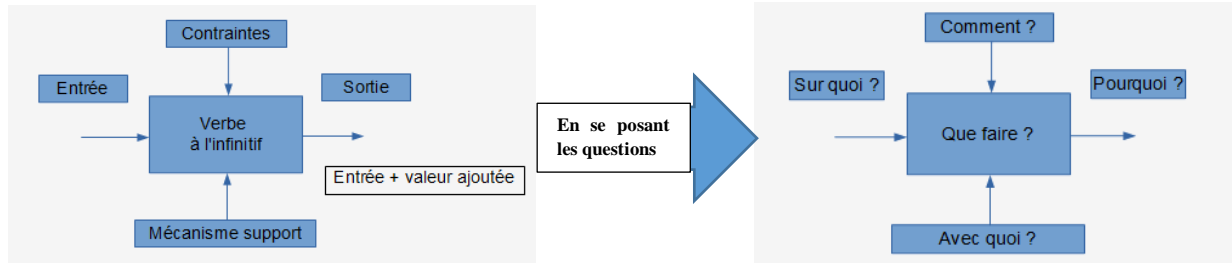 Contraintes
Entrée
Sortie
Verbe
à l'infinitif
Entrée + valeur ajoutée
Mécanisme support
En se posant
les questions
Comment ?
Sur quoi ?
Pourquoi ?
Que faire ?
Avec quoi ?